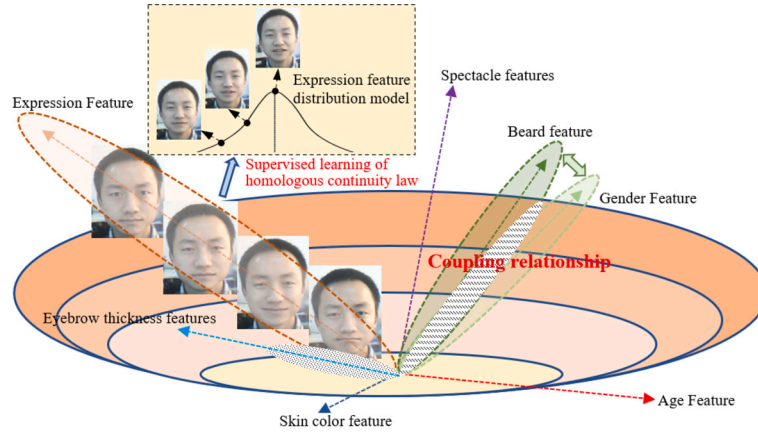 Expression feature
distribution model
Spectacle features
Expression Feature
Beard feature
Supervised learning of
homologous continuity law
Gender Feature
Coupling relationship
Eyebrow thickness features
Age Feature
Skin color feature